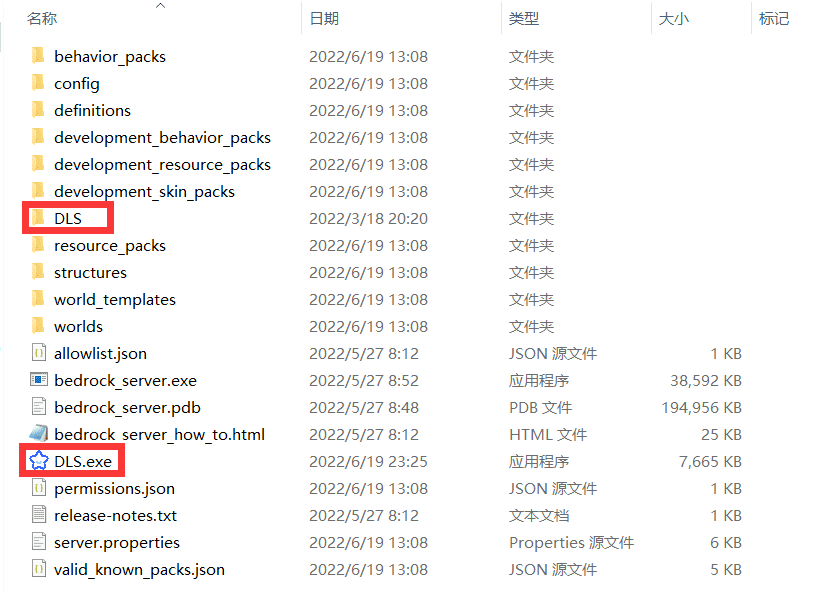 名称 日期 类型 大小 标记
behavior_packs 2022/6/19 13:08 文件夹
config 2022/6/19 13:08 文件夹
definitions 2022/6/19 13:08 文件夹
development_behavior_packs 2022/6/19 13:08 文件夹
development_resource_packs 2022/6/19 13:08 文件夹
development_skin_packs 2022/6/19 13:08 文件夹
DLS 2022/3/18 20:20 文件夹
resource_packs 2022/6/19 13:08 文件夹
structures 2022/6/19 13:08 文件夹
world_templates 2022/6/19 13:08 文件夹
worlds 2022/6/19 13:08 文件夹
allowlist.json 2022/5/27 8:12 JSON 源文件 1 KB
bedrock_server.exe 2022/5/27 8:52 应用程序 38,592 KB
bedrock_server.pdb 2022/5/27 8:48 PDB 文件 194,956 KB
bedrock_server_how_to.html 2022/5/27 8:12 HTML 文件 25 KB
DLS.exe 2022/6/19 23:25 应用程序 7,665 KB
permissions.json 2022/6/19 13:08 JSON 源文件 1 KB
release-notes.txt 2022/5/27 8:12 文本文档 1 KB
server.properties 2022/6/19 13:08 Properties 源文件 6 KB
valid_known_packs.json 2022/6/19 13:08 JSON 源文件 5 KB